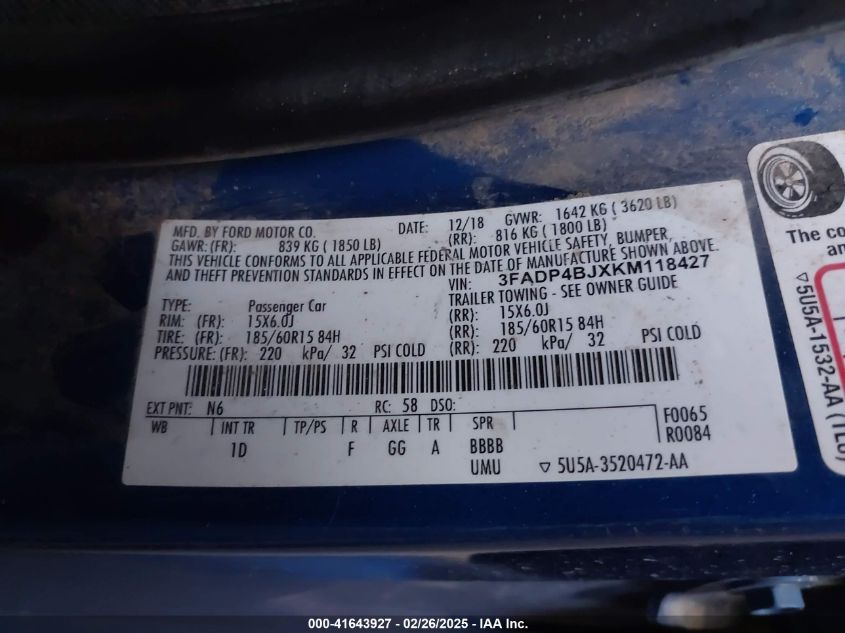 MFD. BY FORD MOTOR CO. DATE: 12/18 GVWR: 1642 KG ( 3620 LB)
GAWR: (FR): 839 KG ( 1850 LB) (RR): 816 KG ( 1800 LB)
THIS VEHICLE CONFORMS TO ALL APPLICABLE FEDERAL MOTOR VEHICLE SAFETY, BUMPER,
AND THEFT PREVENTION STANDARDS IN EFFECT ON THE DATE OF MANUFACTURE SHOWN ABOVE.
VIN: 3FADP4BJXKM118427
TYPE: Passenger Car TRAILER TOWING - SEE OWNER GUIDE
RIM: (FR): 15X6.0J (RR): 15X6.0J
TIRE: (FR): 185/60R15 84H (RR): 185/60R15 84H
PRESSURE: (FR): 220 kPa/ 32 PSI COLD (RR): 220 kPa/ 32 PSI COLD
EXT PNT: N6 RC: 58 DSO:
WB INT TR TP/PS R AXLE TR SPR F0065
R0084
1D F GG A BBBB
UMU ▽ 5U5A-3520472-AA
The co
an
▽ 5U5A-1532-AA (TLU)
000-41643927 - 02/26/2025 - IAA Inc.